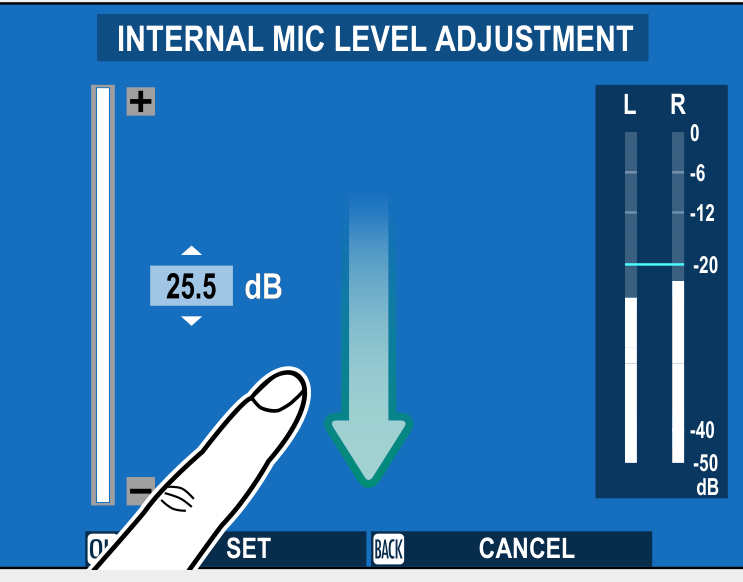 INTERNAL MIC LEVEL ADJUSTMENT
+
25.5 dB
−
L R
0
-6
-12
-20
-40
-50
dB
SET
BACK CANCEL